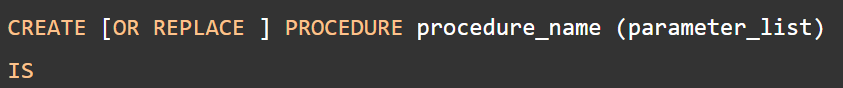 CREATE [OR REPLACE ] PROCEDURE procedure_name (parameter_list)
IS